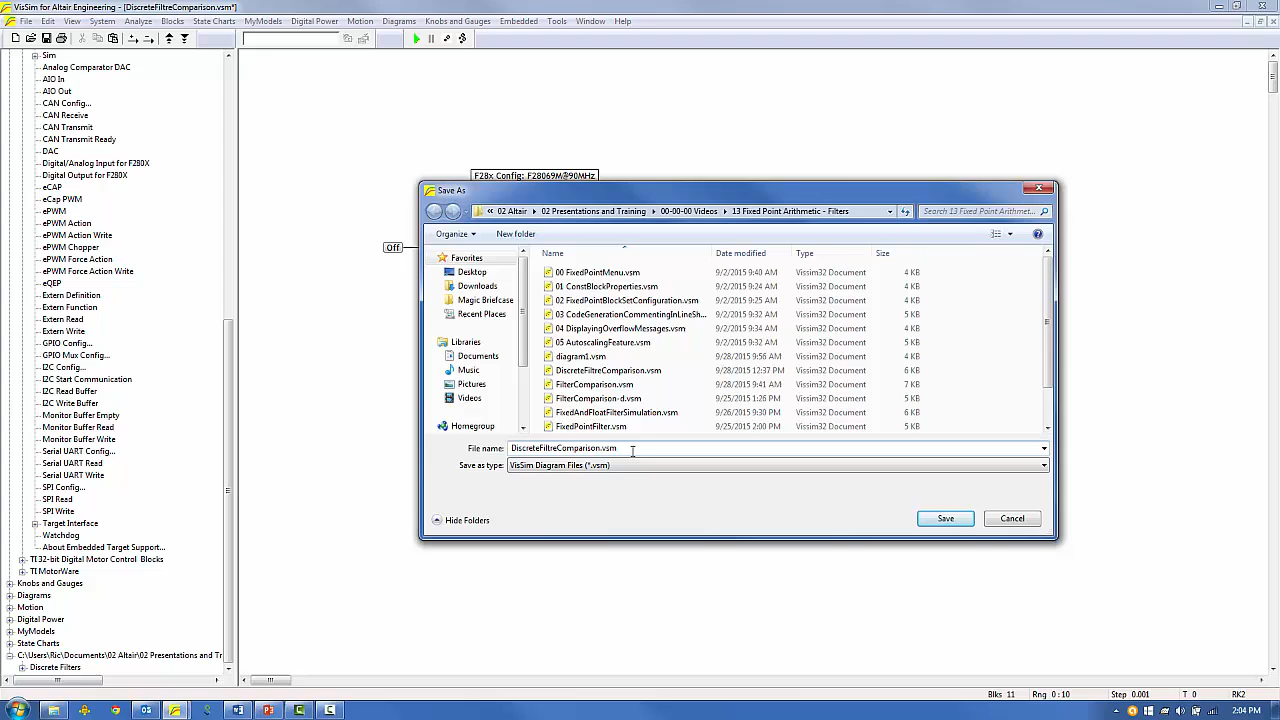 VisSim for Altair Engineering - [DiscreteFiltreComparison.vsm*]
File Edit View System Analyze Blocks State Charts MyModels Digital Power Motion Diagrams Knobs and Gauges Embedded Tools Window Help
Sim
Analog Comparator DAC
AIO In
AIO Out
CAN Config...
CAN Receive
CAN Transmit
CAN Transmit Ready
DAC
Digital/Analog Input for F280X
Digital Output for F280X
eCAP
eCap PWM
ePWM
ePWM Action
ePWM Action Write
ePWM Chopper
ePWM Force Action
ePWM Force Action Write
eQEP
Extern Definition
Extern Function
Extern Read
Extern Write
GPIO Config...
GPIO Mux Config...
I2C Config...
I2C Start Communication
I2C Read Buffer
I2C Write Buffer
Monitor Buffer Empty
Monitor Buffer Read
Monitor Buffer Write
Serial UART Config...
Serial UART Read
Serial UART Write
SPI Config...
SPI Read
SPI Write
Target Interface
Watchdog
About Embedded Target Support...
TI 32-bit Digital Motor Control Blocks
TI MotorWare
Knobs and Gauges
Diagrams
Motion
Digital Power
MyModels
State Charts
C:\Users\Ric\Documents\02 Altair\02 Presentations and Tr
Discrete Filters
F28x Config: F28069M@90MHz
Off
Save As
« 02 Altair 02 Presentations and Training 00-00-00 Videos 13 Fixed Point Arithmetic - Filters Search 13 Fixed Point Arithmet...
Organize New folder
Favorites
Desktop
Downloads
Magic Briefcase
Recent Places
Libraries
Documents
Music
Pictures
Videos
Homegroup
Name Date modified Type Size
00 FixedPointMenu.vsm 9/2/2015 9:40 AM Vissim32 Document 4 KB
01 ConstBlockProperties.vsm 9/2/2015 9:24 AM Vissim32 Document 4 KB
02 FixedPointBlockSetConfiguration.vsm 9/2/2015 9:25 AM Vissim32 Document 4 KB
03 CodeGenerationCommentingInLineSh... 9/2/2015 9:32 AM Vissim32 Document 5 KB
04 DisplayingOverflowMessages.vsm 9/2/2015 9:34 AM Vissim32 Document 4 KB
05 AutoscalingFeature.vsm 9/2/2015 9:32 AM Vissim32 Document 4 KB
diagram1.vsm 9/28/2015 9:56 AM Vissim32 Document 4 KB
DiscreteFiltreComparison.vsm 9/28/2015 12:37 PM Vissim32 Document 6 KB
FilterComparison.vsm 9/28/2015 9:41 AM Vissim32 Document 7 KB
FilterComparison-d.vsm 9/25/2015 1:26 PM Vissim32 Document 6 KB
FixedAndFloatFilterSimulation.vsm 9/26/2015 9:30 PM Vissim32 Document 6 KB
FixedPointFilter.vsm 9/25/2015 2:00 PM Vissim32 Document 5 KB
File name: DiscreteFiltreComparison.vsm
Save as type: VisSim Diagram Files (*.vsm)
Hide Folders Save Cancel
Blks 11 Rng 0:10 Step 0.001 T 0 RK2
2:04 PM